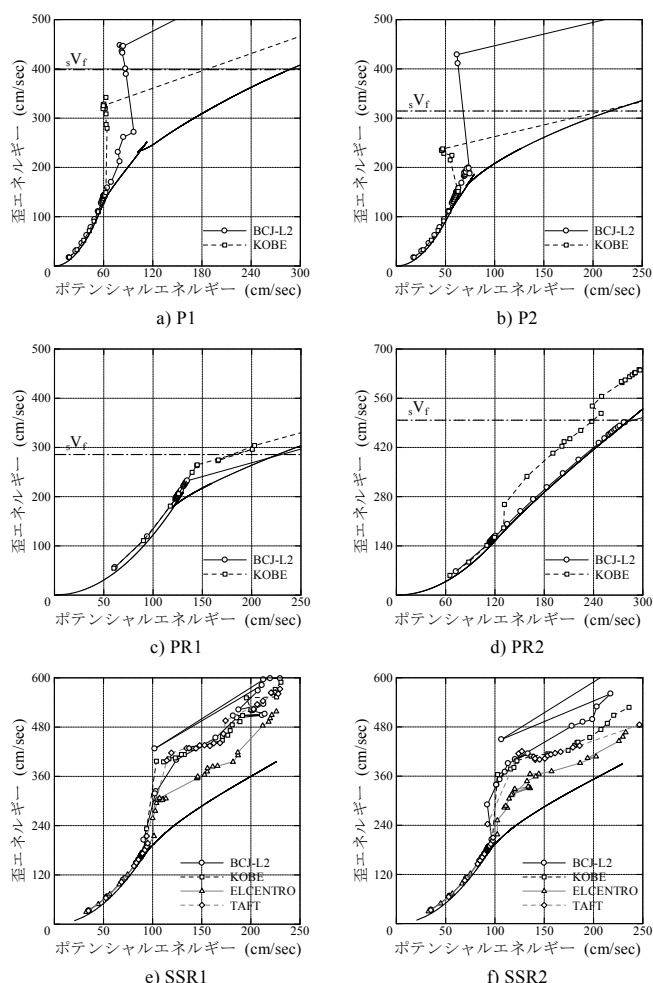 歪エネルギー (cm/sec)
500
400
300
200
100
0
60
120
180
240
300
sVf
BCJ-L2
KOBE
ポテンシャルエネルギー (cm/sec)
a) P1
歪エネルギー (cm/sec)
500
400
300
200
100
0
50
100
150
200
250
sVf
BCJ-L2
KOBE
ポテンシャルエネルギー (cm/sec)
b) P2
歪エネルギー (cm/sec)
500
400
300
200
100
0
50
100
150
200
250
sVf
BCJ-L2
KOBE
ポテンシャルエネルギー (cm/sec)
c) PR1
歪エネルギー (cm/sec)
700
560
420
280
140
0
60
120
180
240
300
sVf
BCJ-L2
KOBE
ポテンシャルエネルギー (cm/sec)
d) PR2
歪エネルギー (cm/sec)
600
480
360
240
120
0
50
100
150
200
250
BCJ-L2
KOBE
ELCENTRO
TAFT
ポテンシャルエネルギー (cm/sec)
e) SSR1
歪エネルギー (cm/sec)
600
480
360
240
120
0
50
100
150
200
250
BCJ-L2
KOBE
ELCENTRO
TAFT
ポテンシャルエネルギー (cm/sec)
f) SSR2